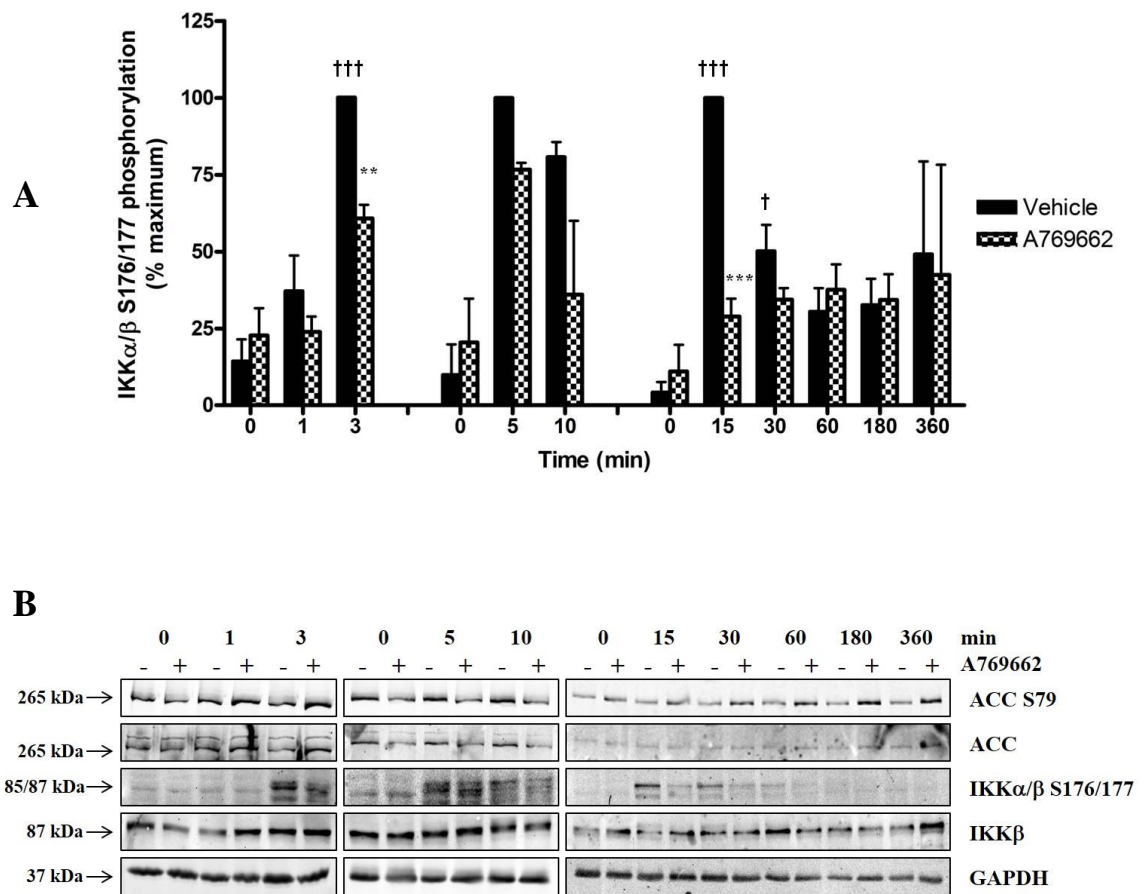 A
IKKα/β S176/177 phosphorylation
(% maximum)
125
100
75
50
25
0
†††
**
†††
***
†
0 1 3 0 5 10 0 15 30 60 180 360
Time (min)
Vehicle
A769662
B
0 1 3 0 5 10 0 15 30 60 180 360 min
- + - + - + - + - + - + - + - + - + - + - + - + A769662
265 kDa→ ACC S79
265 kDa→ ACC
85/87 kDa→ IKKα/β S176/177
87 kDa→ IKKβ
37 kDa→ GAPDH